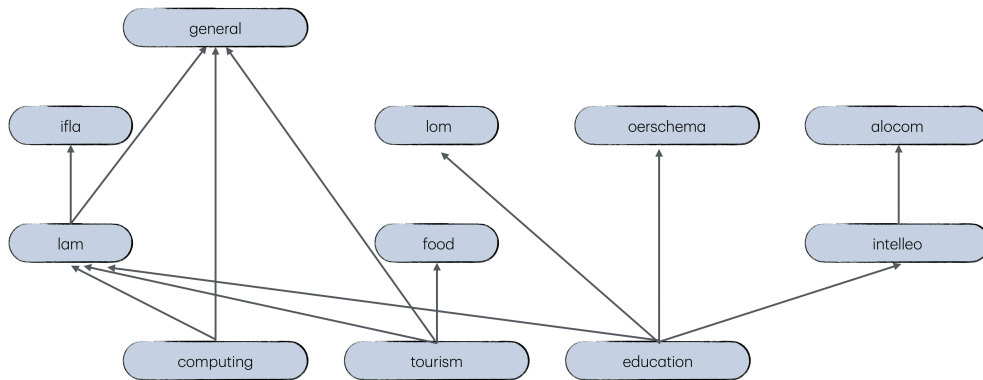 general
ifla
lom
oerschema
alocom
lam
food
intelleo
computing
tourism
education